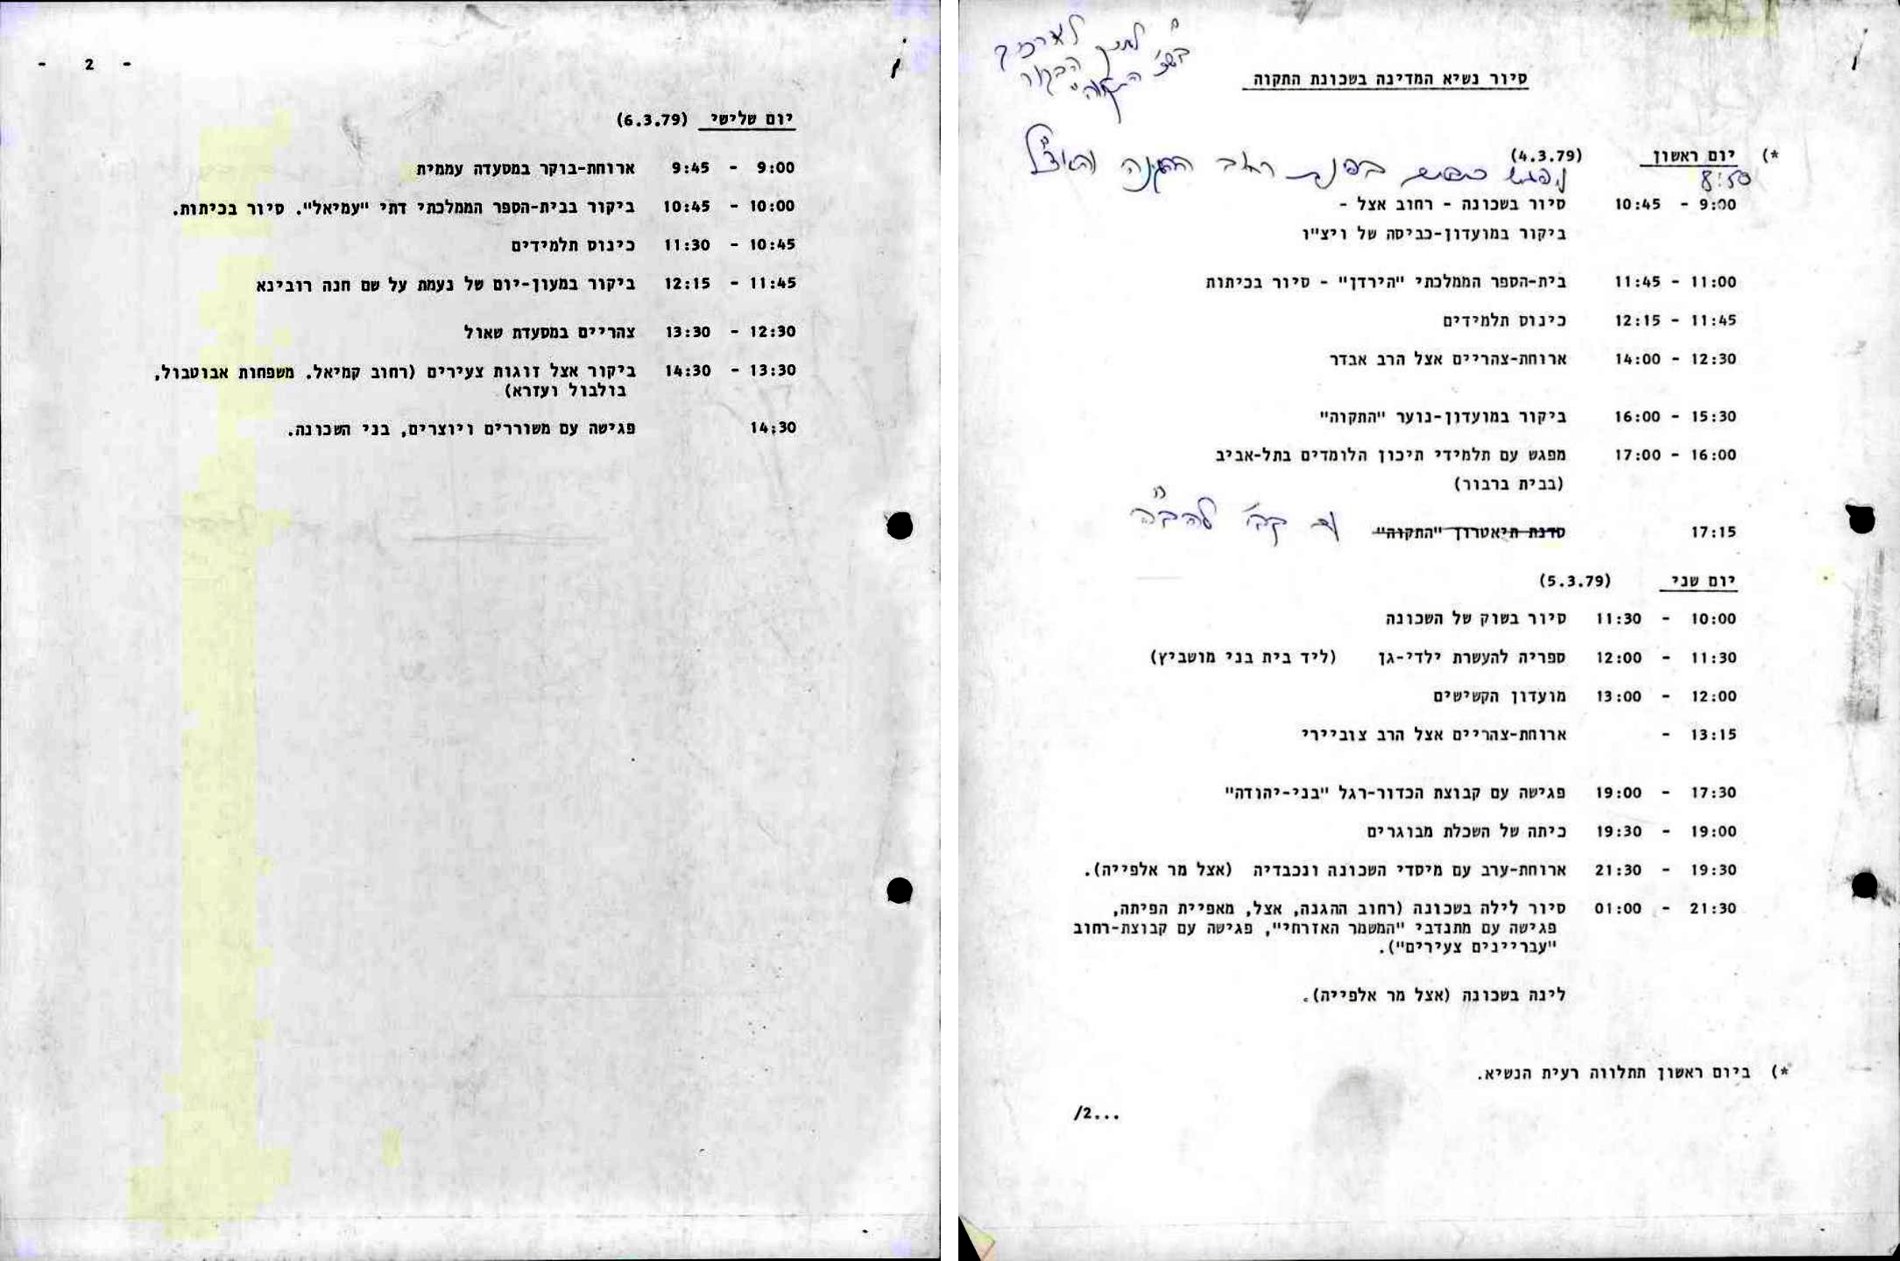 סיור נשיא המדינה בשכונת התקוה
לארכיון
לתיק הביקור
בשכ' התקוה
*) יום ראשון (4.3.79)
8:50 ניפגש בפינת רחוב ההגנה והאצ"ל
9:00 - 10:45 סיור בשכונה - רחוב אצל -
ביקור במועדון-כביסה של ויצ"ו
11:00 - 11:45 בית-הספר הממלכתי "הירדן" - סיור בכיתות
11:45 - 12:15 כינוס תלמידים
12:30 - 14:00 ארוחת-צהריים אצל הרב אבדר
15:30 - 16:00 ביקור במועדון-נוער "התקוה"
16:00 - 17:00 מפגש עם תלמידי תיכון הלומדים בתל-אביב
(בבית ברבור)
17:15 סדנת תיאטרון "התקוה"
יום שני (5.3.79)
10:00 - 11:30 סיור בשוק של השכונה
11:30 - 12:00 ספריה להעשרת ילדי-גן (ליד בית בני מושביץ)
12:00 - 13:00 מועדון הקשישים
13:15 - ארוחת-צהריים אצל הרב צוביירי
17:30 - 19:00 פגישה עם קבוצת הכדור-רגל "בני-יהודה"
19:00 - 19:30 כיתה של השכלת מבוגרים
19:30 - 21:30 ארוחת-ערב עם מיסדי השכונה ונכבדיה (אצל מר אלפייה).
21:30 - 01:00 סיור לילה בשכונה (רחוב ההגנה, אצל, מאפיית הפיתה,
פגישה עם מתנדבי "המשמר האזרחי", פגישה עם קבוצת-רחוב
"עבריינים צעירים").
לינה בשכונה (אצל מר אלפייה).
*) ביום ראשון תתלווה רעית הנשיא.
/2...
- 2 -
יום שלישי (6.3.79)
9:00 - 9:45 ארוחת-בוקר במסעדה עממית
10:00 - 10:45 ביקור בבית-הספר הממלכתי דתי "עמיאל". סיור בכיתות.
10:45 - 11:30 כינוס תלמידים
11:45 - 12:15 ביקור במעון-יום של נעמת על שם חנה רובינא
12:30 - 13:30 צהריים במסעדת שאול
13:30 - 14:30 ביקור אצל זוגות צעירים (רחוב קמיאל. משפחות אבוטבול,
בולבול ועזרא)
14:30 פגישה עם משוררים ויוצרים, בני השכונה.